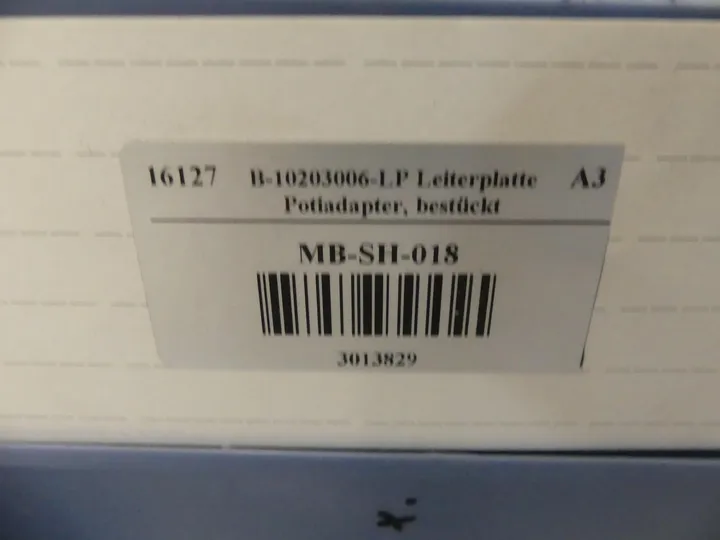 16127 B-10203006-LP Leiterplatte A3
Potiadapter, bestückt
MB-SH-018
3013829